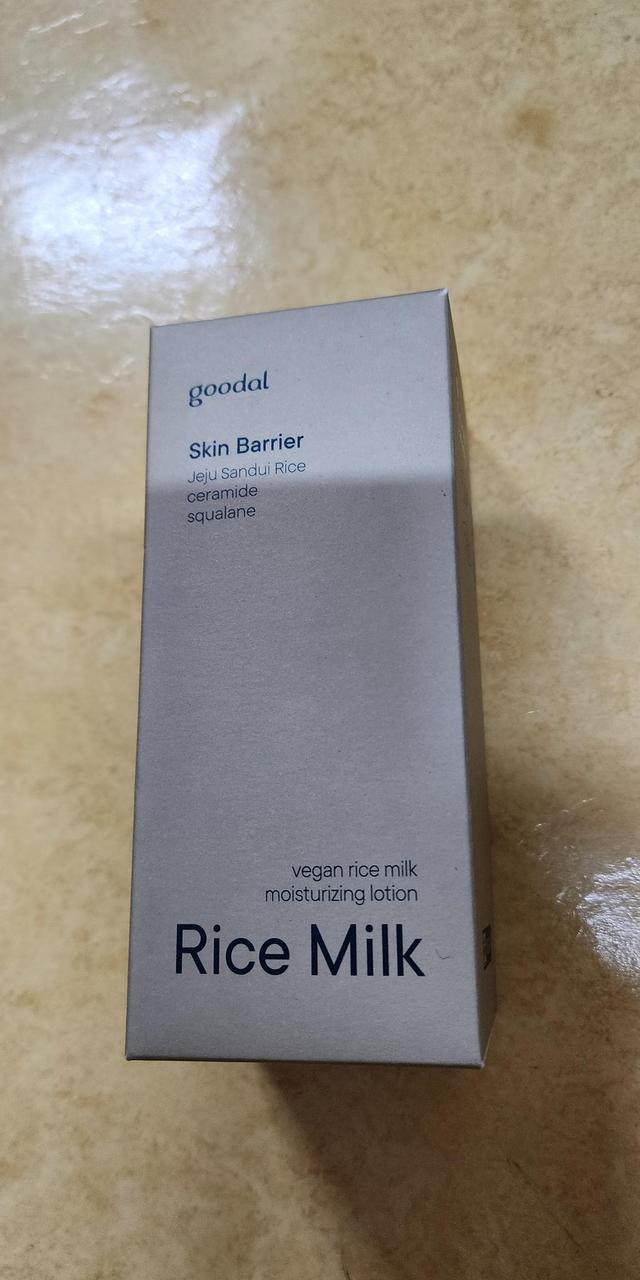 goodal
Skin Barrier
Jeju Sandui Rice
ceramide
squalane
vegan rice milk
moisturizing lotion
Rice Milk